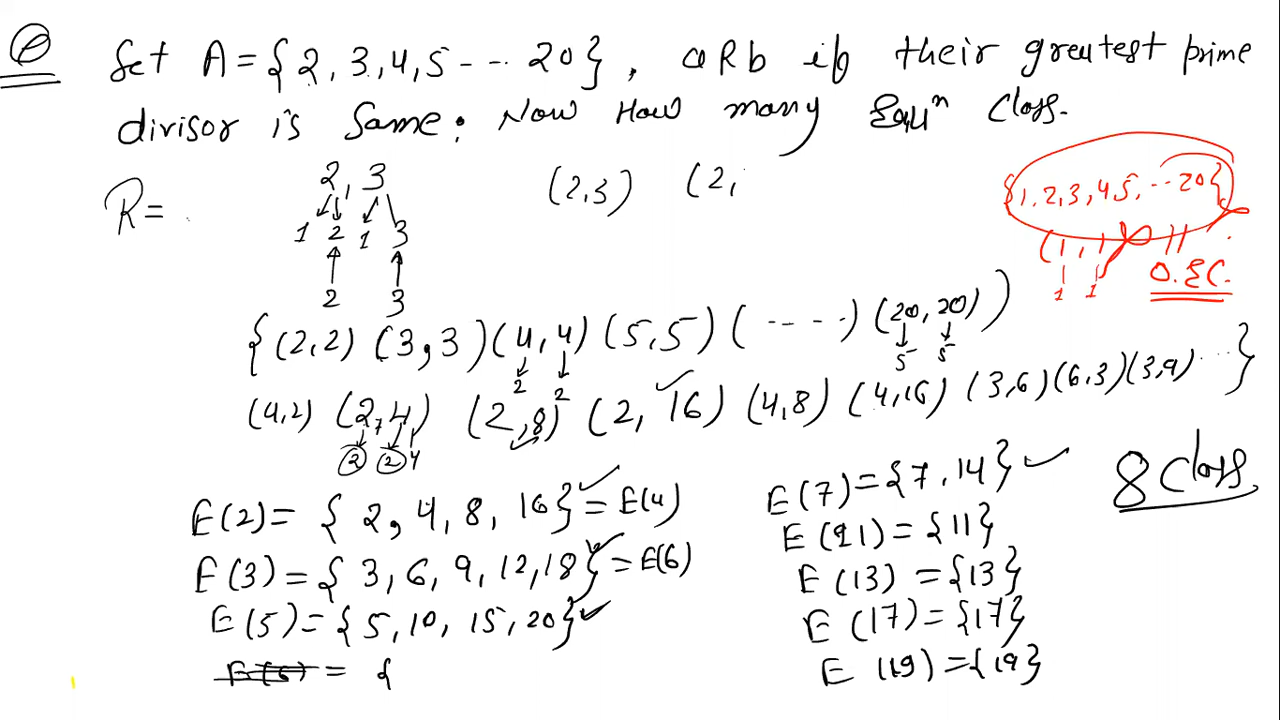 Q Set A = {2, 3, 4, 5 -- .. 20}, aRb if their greatest prime
divisor is Same. Now How many Equn Class.
R =
2, 3
1 2 1 3
2 3
(2,3) (2,
{1, 2, 3, 4 5, -- 20}
(1, 1
1 1
O.EC.
{(2,2) (3,3) (4,4) (5,5) (-----) (20,20))
2 2 5 5
(4,2) (2,4) (2,8) (2,16) (4,8) (4,16) (3,6) (6,3) (3,9) ... }
2 2 4
E(2) = {2, 4, 8, 16} = E(4)
E(3) = {3, 6, 9, 12, 18} = E(6)
E(5) = {5, 10, 15, 20}
= {
E(7) = {7, 14}
E(11) = {11}
E(13) = {13}
E(17) = {17}
E(19) = {19}
8 Class